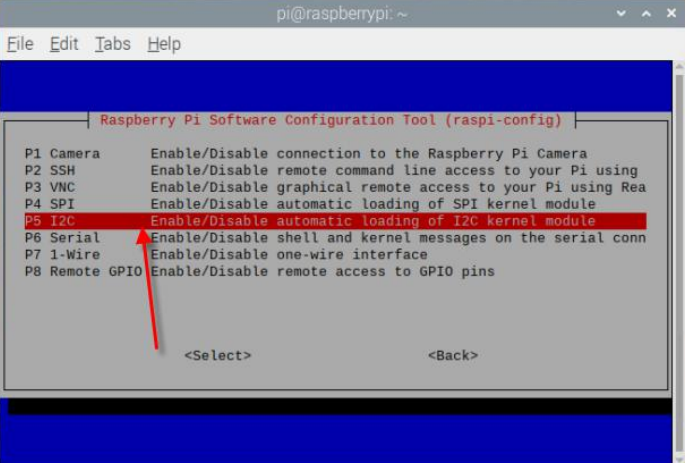 pi@raspberrypi: ~
File Edit Tabs Help
Raspberry Pi Software Configuration Tool (raspi-config)
P1 Camera Enable/Disable connection to the Raspberry Pi Camera
P2 SSH Enable/Disable remote command line access to your Pi using
P3 VNC Enable/Disable graphical remote access to your Pi using Rea
P4 SPI Enable/Disable automatic loading of SPI kernel module
P5 I2C Enable/Disable automatic loading of I2C kernel module
P6 Serial Enable/Disable shell and kernel messages on the serial conn
P7 1-Wire Enable/Disable one-wire interface
P8 Remote GPIO Enable/Disable remote access to GPIO pins
<Select> <Back>